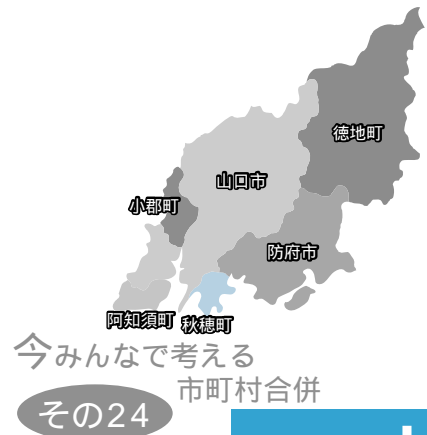 徳地町
山口市
小郡町
防府市
阿知須町
秋穂町
今みんなで考える
市町村合併
その24